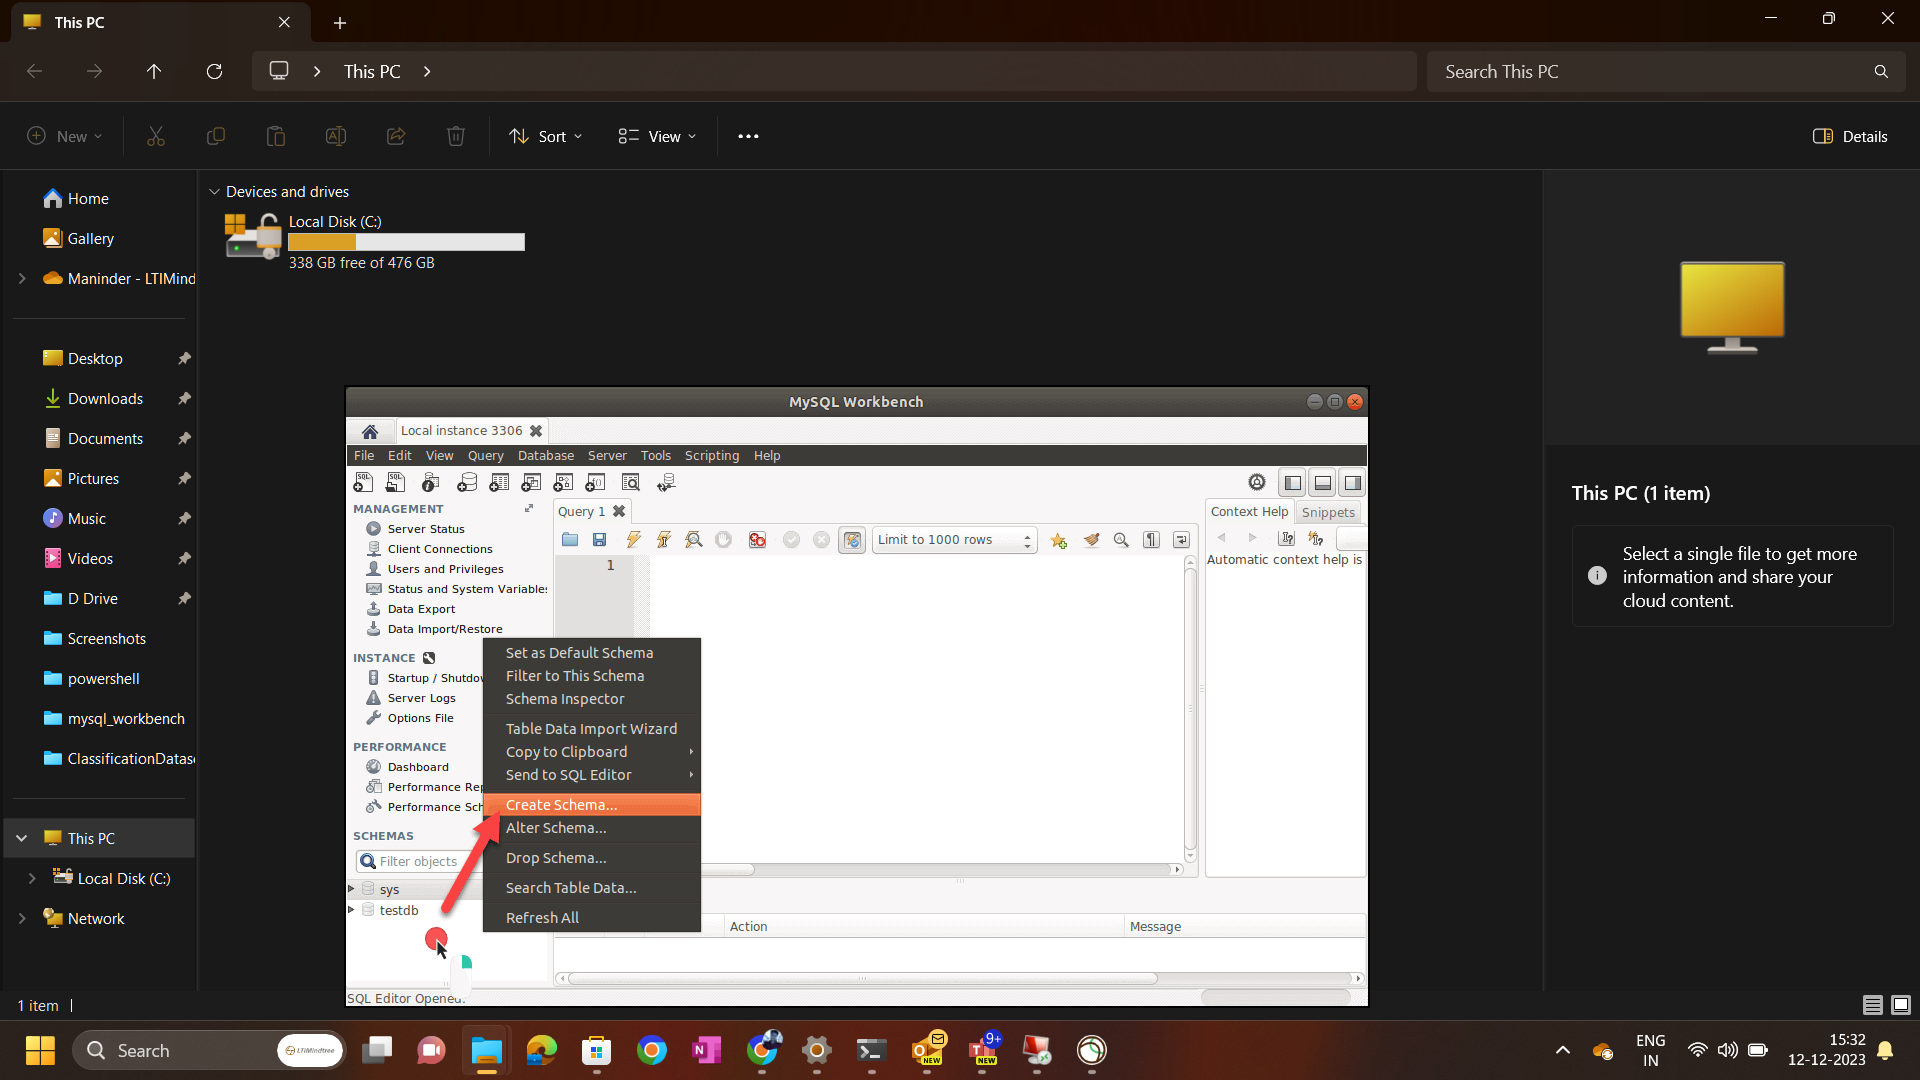 This PC
This PC
Search This PC
New
Sort
View
Details
Home
Gallery
Maninder - LTIMind
Desktop
Downloads
Documents
Pictures
Music
Videos
D Drive
Screenshots
powershell
mysql_workbench
ClassificationDatas
This PC
Local Disk (C:)
Network
Devices and drives
Local Disk (C:)
338 GB free of 476 GB
This PC (1 item)
Select a single file to get more
information and share your
cloud content.
MySQL Workbench
Local instance 3306
File Edit View Query Database Server Tools Scripting Help
MANAGEMENT
Server Status
Client Connections
Users and Privileges
Status and System Variable
Data Export
Data Import/Restore
INSTANCE
Startup / Shutdo
Server Logs
Options File
PERFORMANCE
Dashboard
Performance Rep
Performance Sch
SCHEMAS
Filter objects
sys
testdb
Query 1
Limit to 1000 rows
1
Context Help Snippets
Automatic context help is
Set as Default Schema
Filter to This Schema
Schema Inspector
Table Data Import Wizard
Copy to Clipboard
Send to SQL Editor
Create Schema...
Alter Schema...
Drop Schema...
Search Table Data...
Refresh All
Action Message
SQL Editor Opened.
1 item
Search
LTIMindtree
NEW
9+
NEW
ENG
IN
15:32
12-12-2023